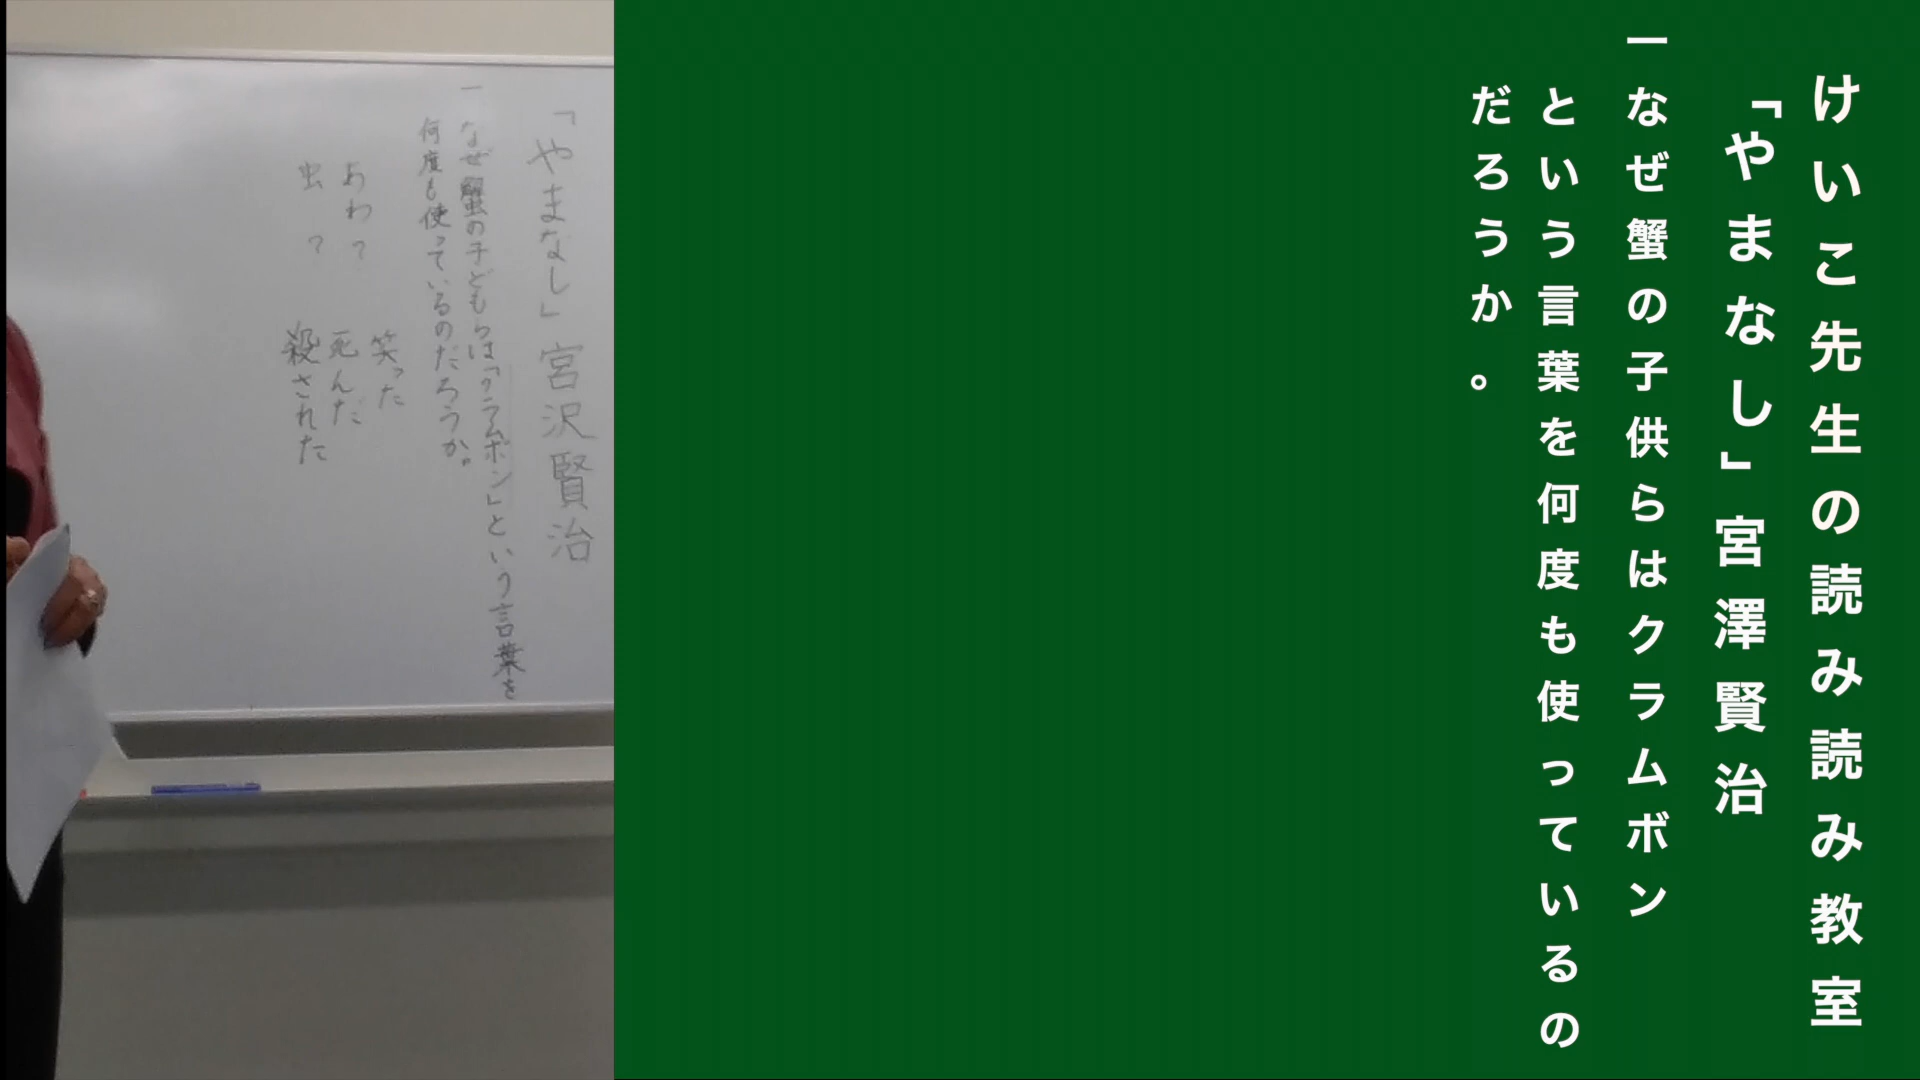 けいこ先生の読み読み教室
「やまなし」宮澤賢治
一なぜ蟹の子供らはクラムボン
という言葉を何度も使っているの
だろうか。
「やまなし」宮沢賢治
一なぜ蟹の子どもらは「クラムボン」という言葉を
何度も使っているのだろうか。
笑った
あわ？　死んだ
虫　？　殺された